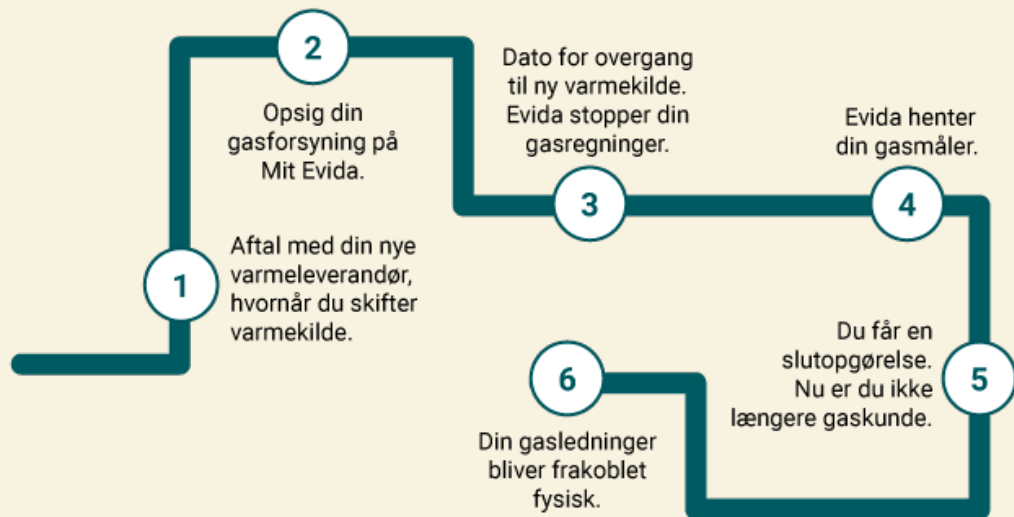 1
Aftal med din nye
varmeleverandør,
hvornår du skifter
varmekilde.
2
Opsig din
gasforsyning på
Mit Evida.
Dato for overgang
til ny varmekilde.
Evida stopper din
gasregninger.
3
Evida henter
din gasmåler.
4
Du får en
slutopgørelse.
Nu er du ikke
længere gaskunde.
5
6
Din gasledninger
bliver frakoblet
fysisk.